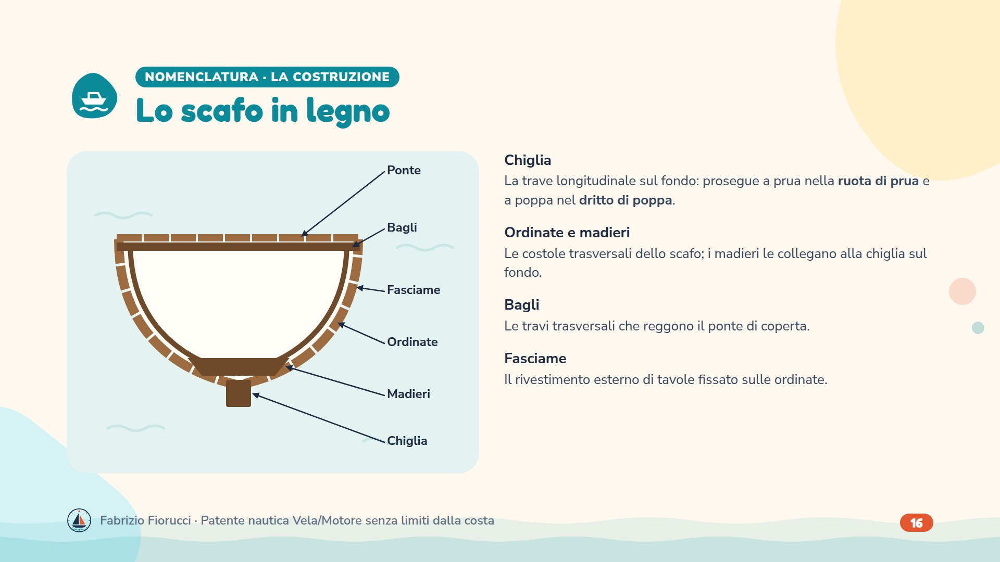 NOMENCLATURA · LA COSTRUZIONE
Lo scafo in legno
Ponte
Bagli
Fasciame
Ordinate
Madieri
Chiglia
Chiglia
La trave longitudinale sul fondo: prosegue a prua nella ruota di prua e
a poppa nel dritto di poppa.
Ordinate e madieri
Le costole trasversali dello scafo; i madieri le collegano alla chiglia sul
fondo.
Bagli
Le travi trasversali che reggono il ponte di coperta.
Fasciame
Il rivestimento esterno di tavole fissato sulle ordinate.
Fabrizio Fiorucci · Patente nautica Vela/Motore senza limiti dalla costa
16